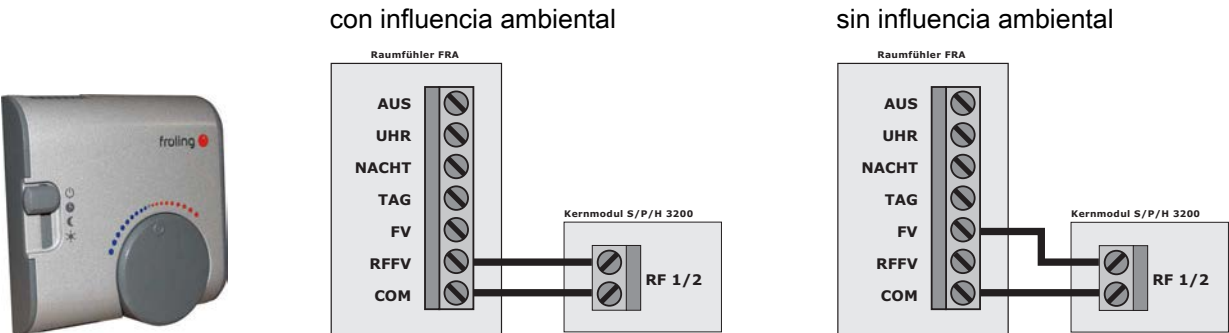 con influencia ambiental
sin influencia ambiental
froling
Raumfühler FRA
AUS
UHR
NACHT
TAG
FV
RFFV
COM
Kernmodul S/P/H 3200
RF 1/2
Raumfühler FRA
AUS
UHR
NACHT
TAG
FV
RFFV
COM
Kernmodul S/P/H 3200
RF 1/2